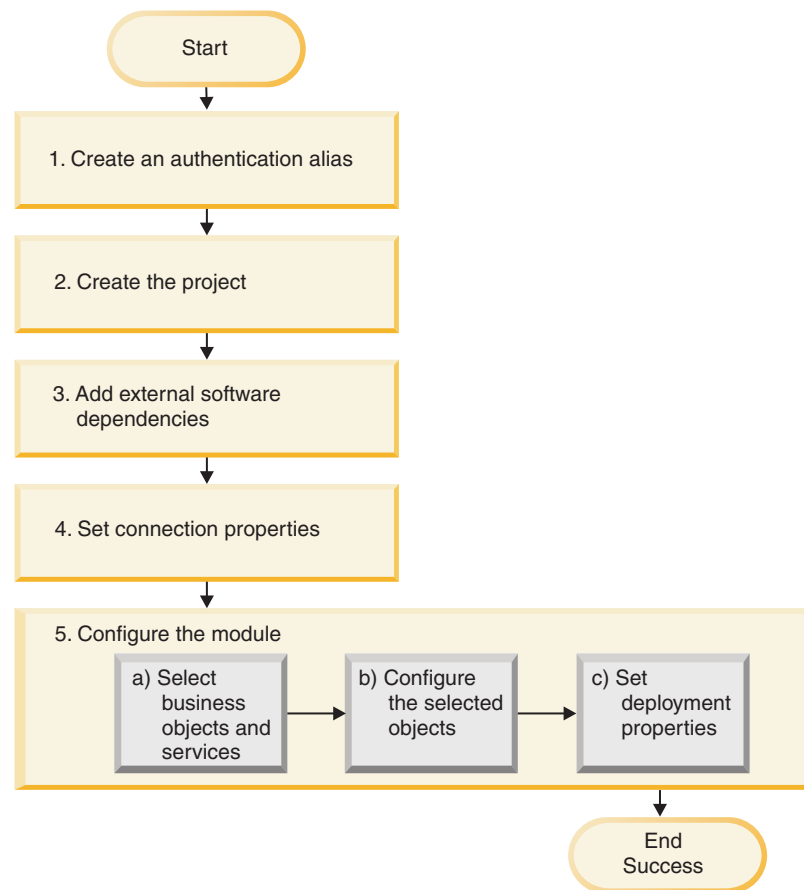 Start
1. Create an authentication alias
2. Create the project
3. Add external software
dependencies
4. Set connection properties
5. Configure the module
a) Select
business
objects and
services
b) Configure
the selected
objects
c) Set
deployment
properties
End
Success